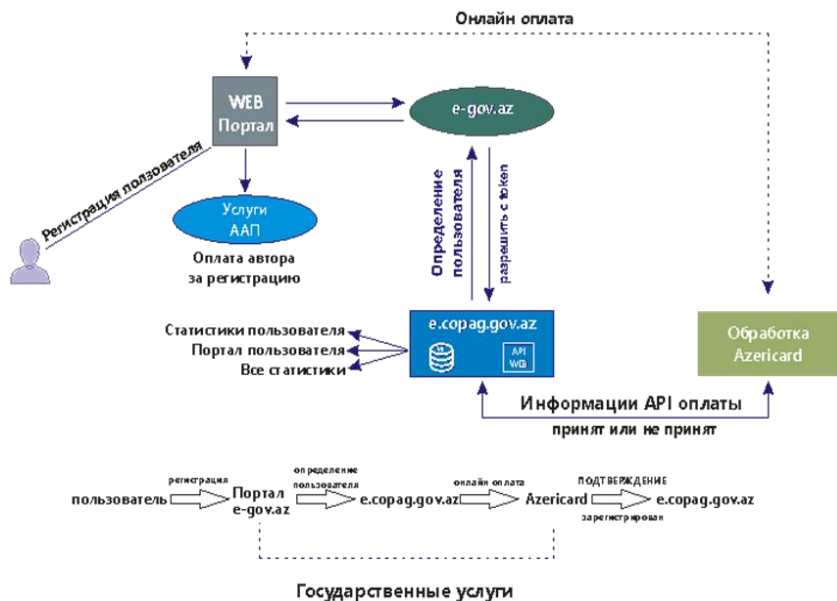 Онлайн оплата
WEB
Портал
e-gov.az
Регистрация ползователя
Услуги
ААП
Оплата автора
за регистрацию
Определение
пользователя
разрешить с token
e.copag.gov.az
API
WEB
Статистики пользователя
Портал пользователя
Все статистики
Обработка
Azericard
Информации API оплаты
принят или не принят
пользователь
регистрация
Портал
e-gov.az
определение
пользователя
e.copag.gov.az
онлайн оплата
Azericard
ПОДТВЕРЖДЕНИЕ
зарегистрирован
e.copag.gov.az
Государственные услуги